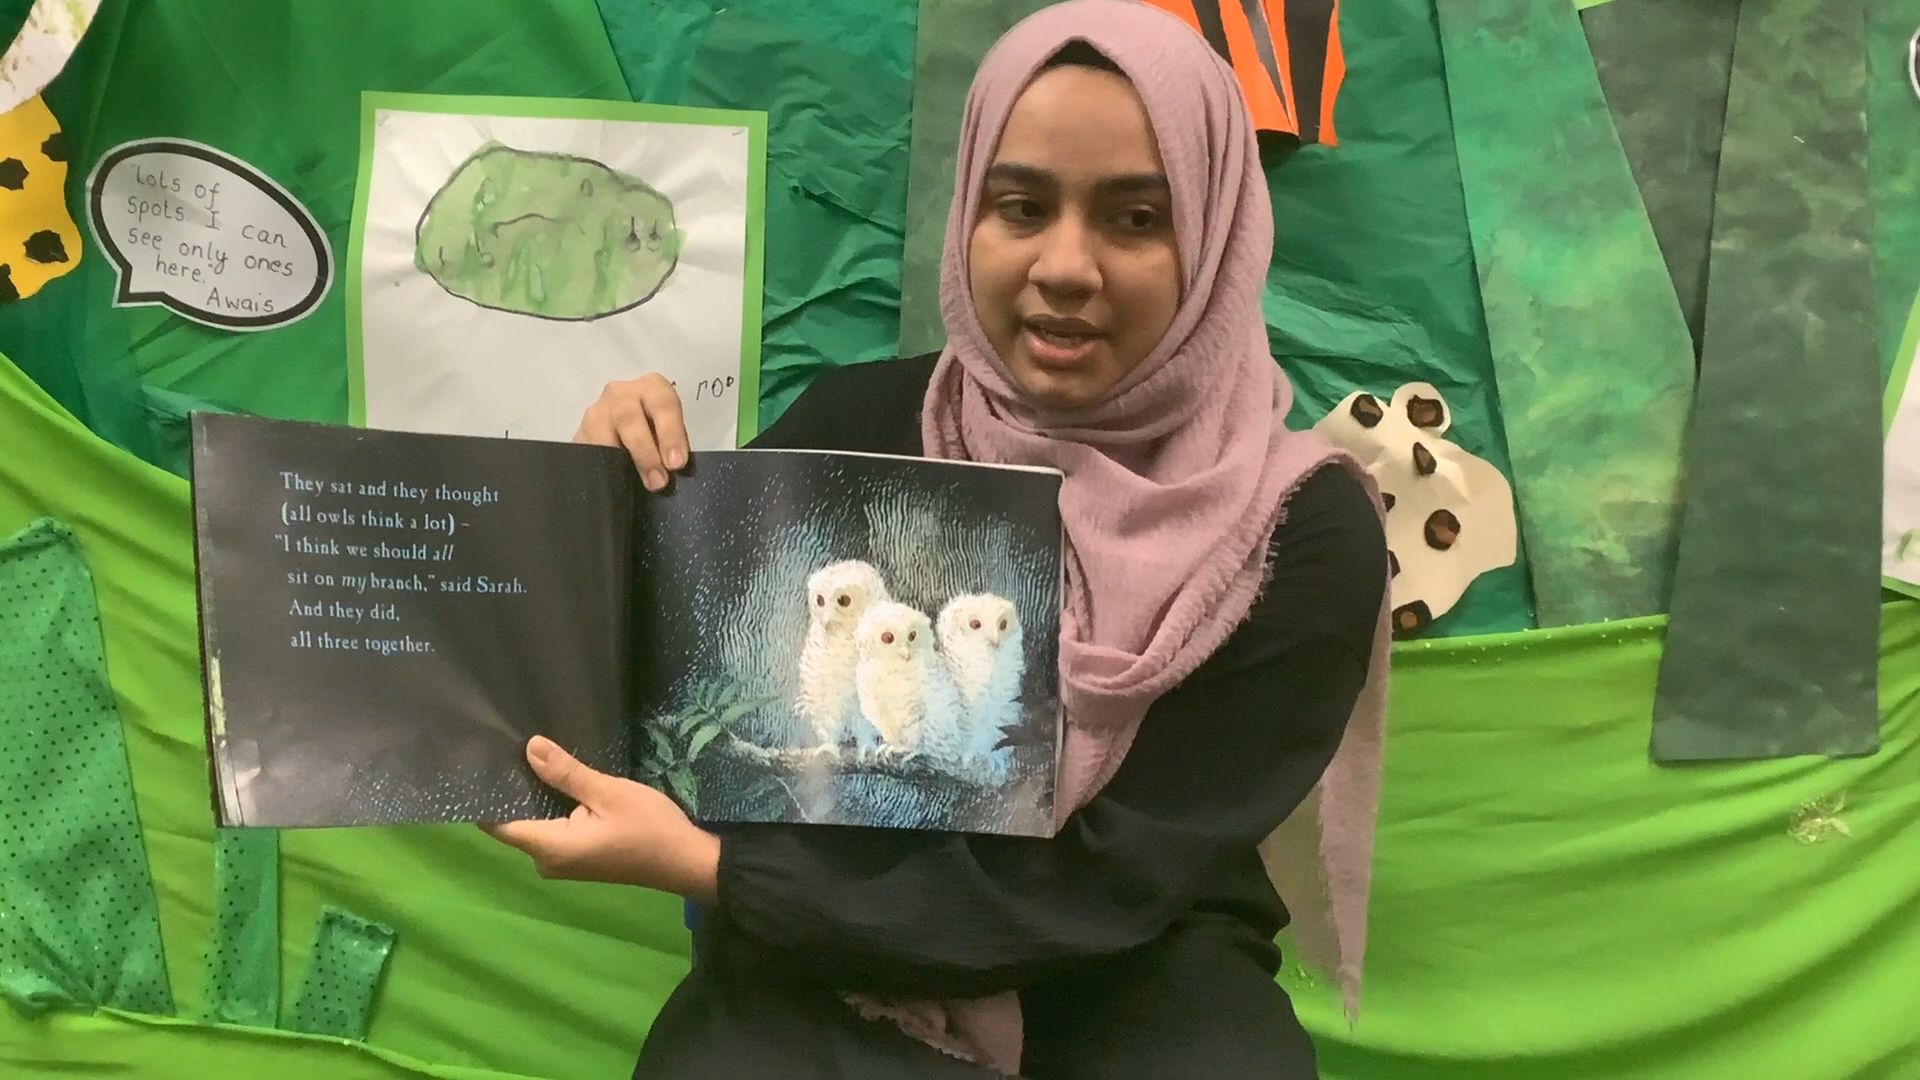 "Lots of
spots. I can
see only ones
here."
Awais
They sat and they thought
(all owls think a lot) –
"I think we should all
sit on my branch," said Sarah.
And they did,
all three together.